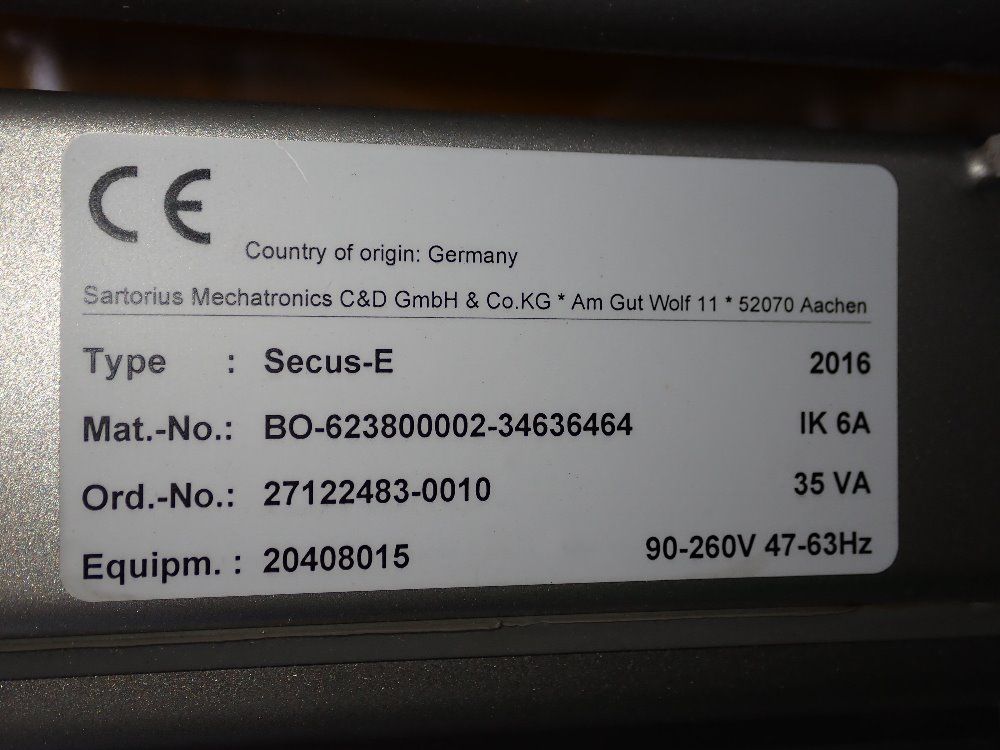 CE
Country of origin: Germany
Sartorius Mechatronics C&D GmbH & Co.KG * Am Gut Wolf 11 * 52070 Aachen
Type : Secus-E 2016
Mat.-No.: BO-623800002-34636464 IK 6A
Ord.-No.: 27122483-0010 35 VA
Equipm. : 20408015 90-260V 47-63Hz